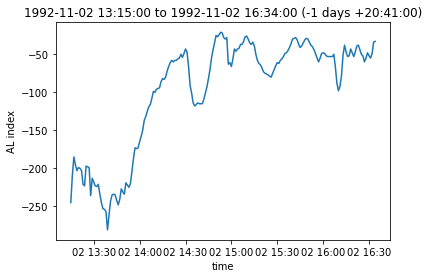 1992-11-02 13:15:00 to 1992-11-02 16:34:00 (-1 days +20:41:00)
−50
−100
−150
−200
−250
AL index
02 13:30 02 14:00 02 14:30 02 15:00 02 15:30 02 16:00 02 16:30
time